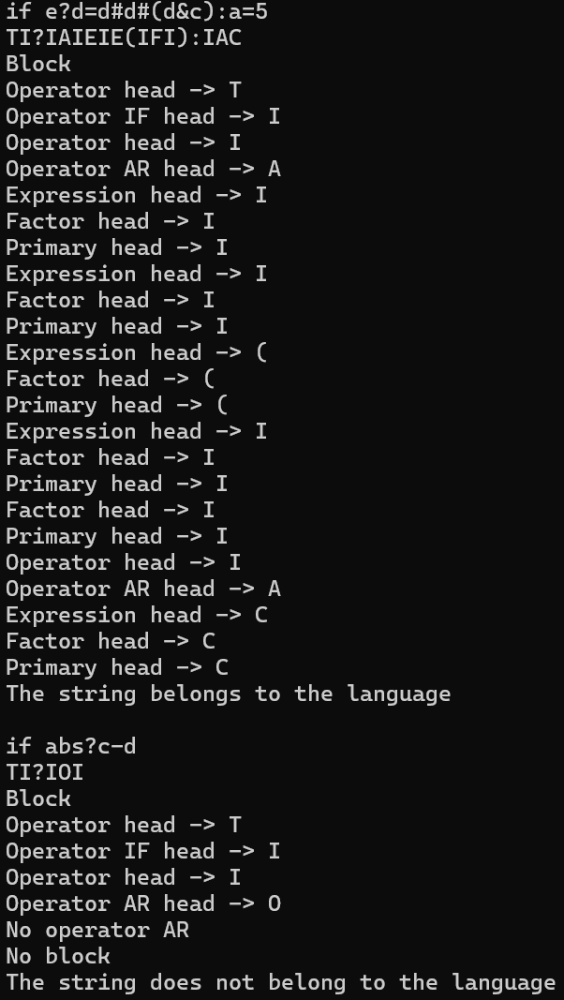 if e?d=d#d#(d&c):a=5
TI?IAIEIE(IFI):IAC
Block
Operator head -> T
Operator IF head -> I
Operator head -> I
Operator AR head -> A
Expression head -> I
Factor head -> I
Primary head -> I
Expression head -> I
Factor head -> I
Primary head -> I
Expression head -> (
Factor head -> (
Primary head -> (
Expression head -> I
Factor head -> I
Primary head -> I
Factor head -> I
Primary head -> I
Operator head -> I
Operator AR head -> A
Expression head -> C
Factor head -> C
Primary head -> C
The string belongs to the language

if abs?c-d
TI?IOI
Block
Operator head -> T
Operator IF head -> I
Operator head -> I
Operator AR head -> O
No operator AR
No block
The string does not belong to the language